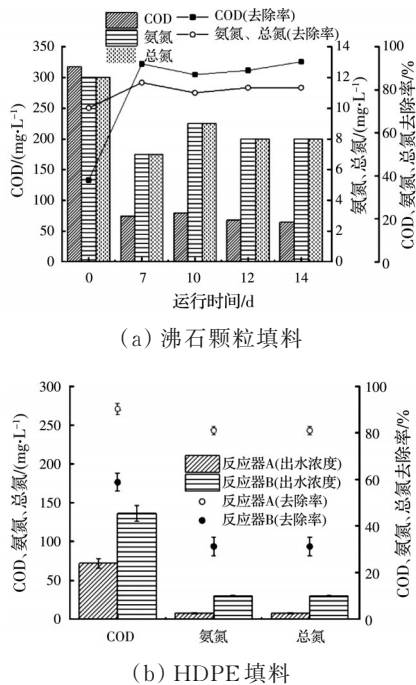 COD
氨氮
总氮
COD(去除率)
氨氮、总氮(去除率)
COD/(mg·L⁻¹)
350
300
250
200
150
100
50
0
氨氮、总氮/(mg·L⁻¹)
14
12
10
8
6
4
2
0
COD、氨氮、总氮去除率/%
100
80
60
40
20
0
0 7 10 12 14
运行时间/d
(a) 沸石颗粒填料
COD、氨氮、总氮/(mg·L⁻¹)
300
250
200
150
100
50
0
反应器A(出水浓度)
反应器B(出水浓度)
反应器A(去除率)
反应器B(去除率)
COD、氨氮、总氮去除率/%
100
80
60
40
20
0
COD 氨氮 总氮
(b) HDPE填料